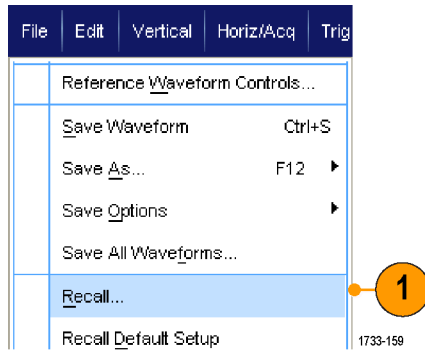 File Edit Vertical Horiz/Acq Trig
Reference Waveform Controls...
Save Waveform Ctrl+S
Save As... F12
Save Options
Save All Waveforms...
Recall... 1
Recall Default Setup 1733-159